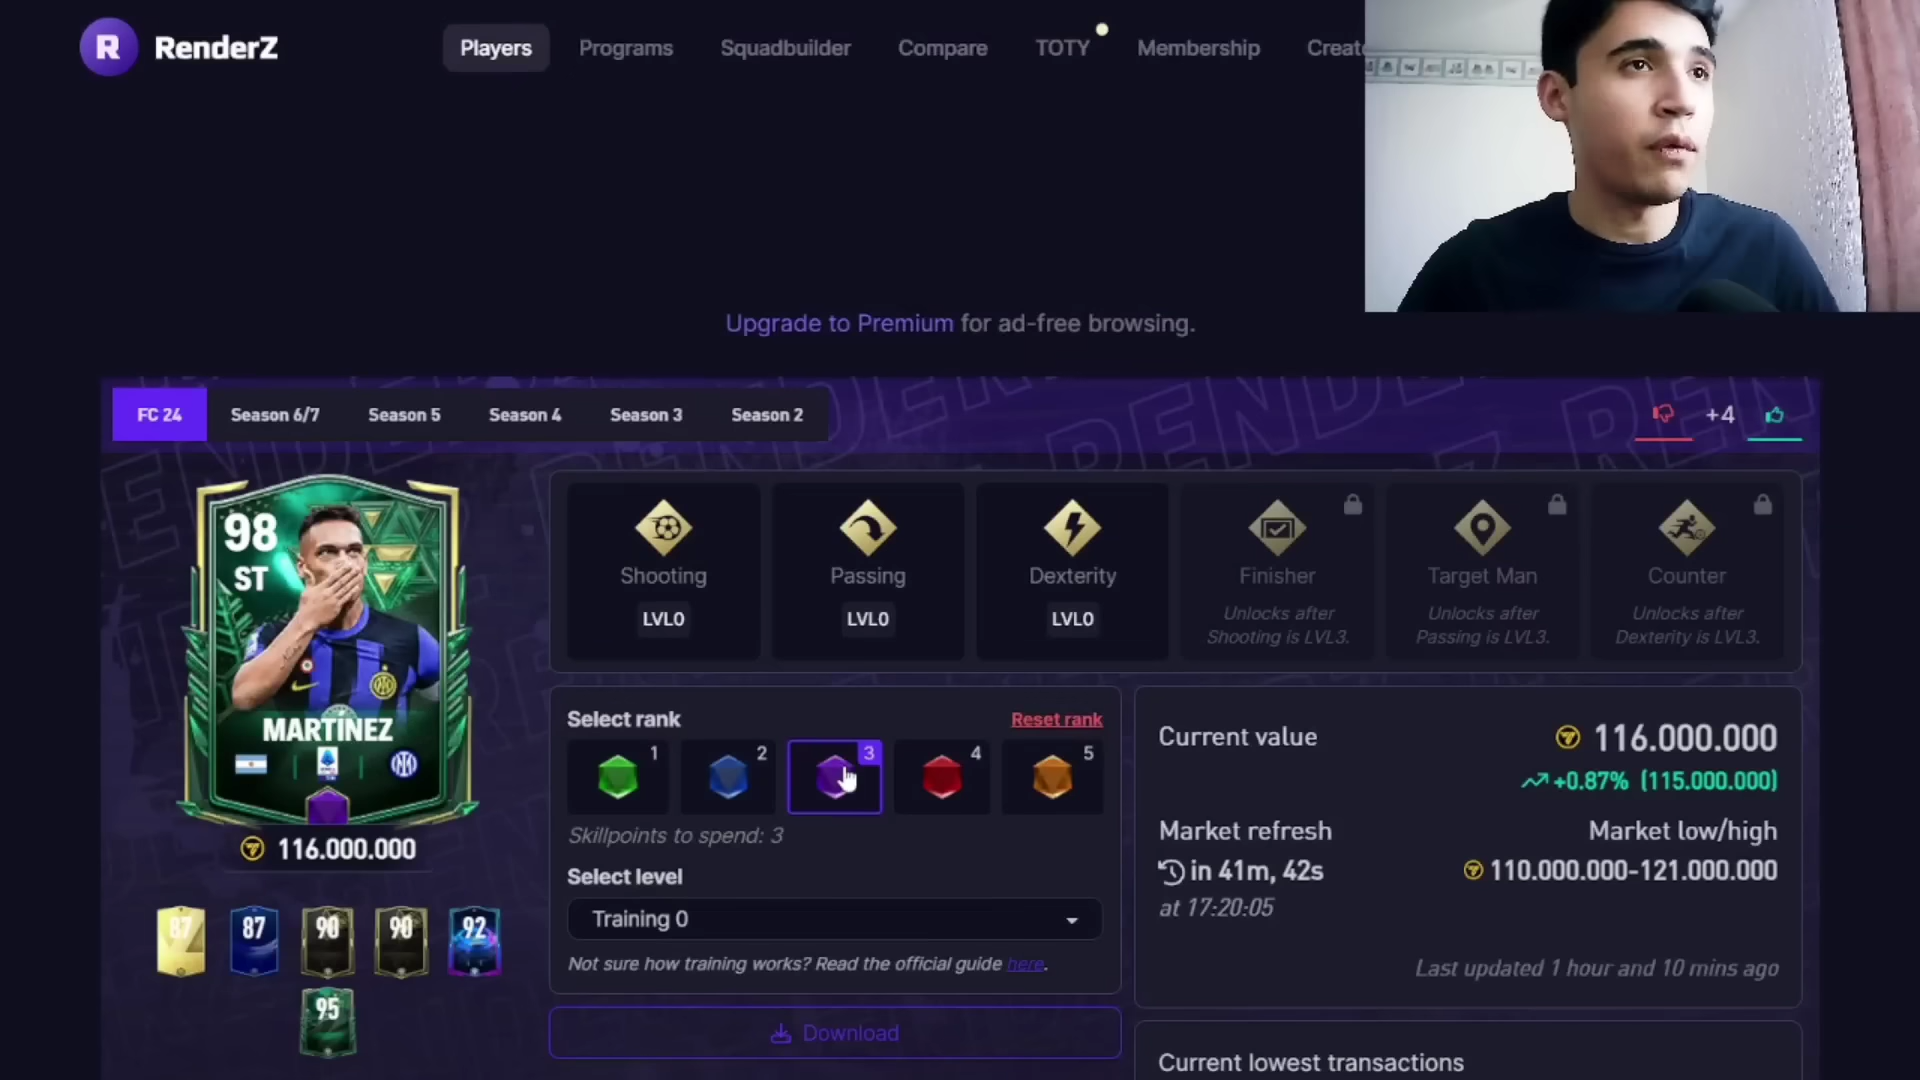 R RenderZ
Players Programs Squadbuilder Compare TOTY Membership Create
Upgrade to Premium for ad-free browsing.
FC 24 Season 6/7 Season 5 Season 4 Season 3 Season 2
+4
98
ST
MARTÍNEZ
116.000.000
87 87 90 90 92
95
Shooting
LVL0
Passing
LVL0
Dexterity
LVL0
Finisher
Unlocks after
Shooting is LVL3.
Target Man
Unlocks after
Passing is LVL3.
Counter
Unlocks after
Dexterity is LVL3.
Select rank Reset rank
1 2 3 4 5
Skillpoints to spend: 3
Select level
Training 0
Not sure how training works? Read the official guide here.
Download
Current value 116.000.000
+0.87% (115.000.000)
Market refresh Market low/high
in 41m, 42s 110.000.000-121.000.000
at 17:20:05
Last updated 1 hour and 10 mins ago
Current lowest transactions